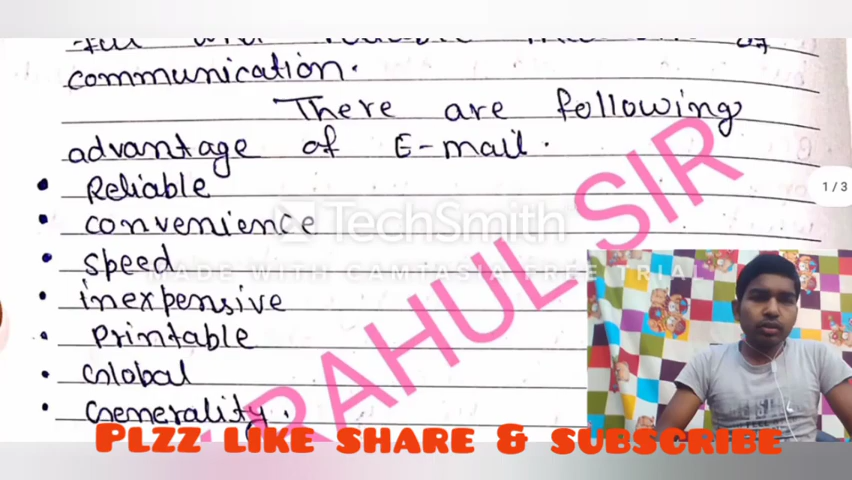 communication.
There are following
advantage of E-mail.
• Reliable
• convenience
• speed
• inexpensive
• Printable
• Global
• Generality.
1/3
TechSmith
MADE WITH CAMTASIA FREE TRIAL
RAHUL SIR
PLZZ LIKE SHARE & SUBSCRIBE